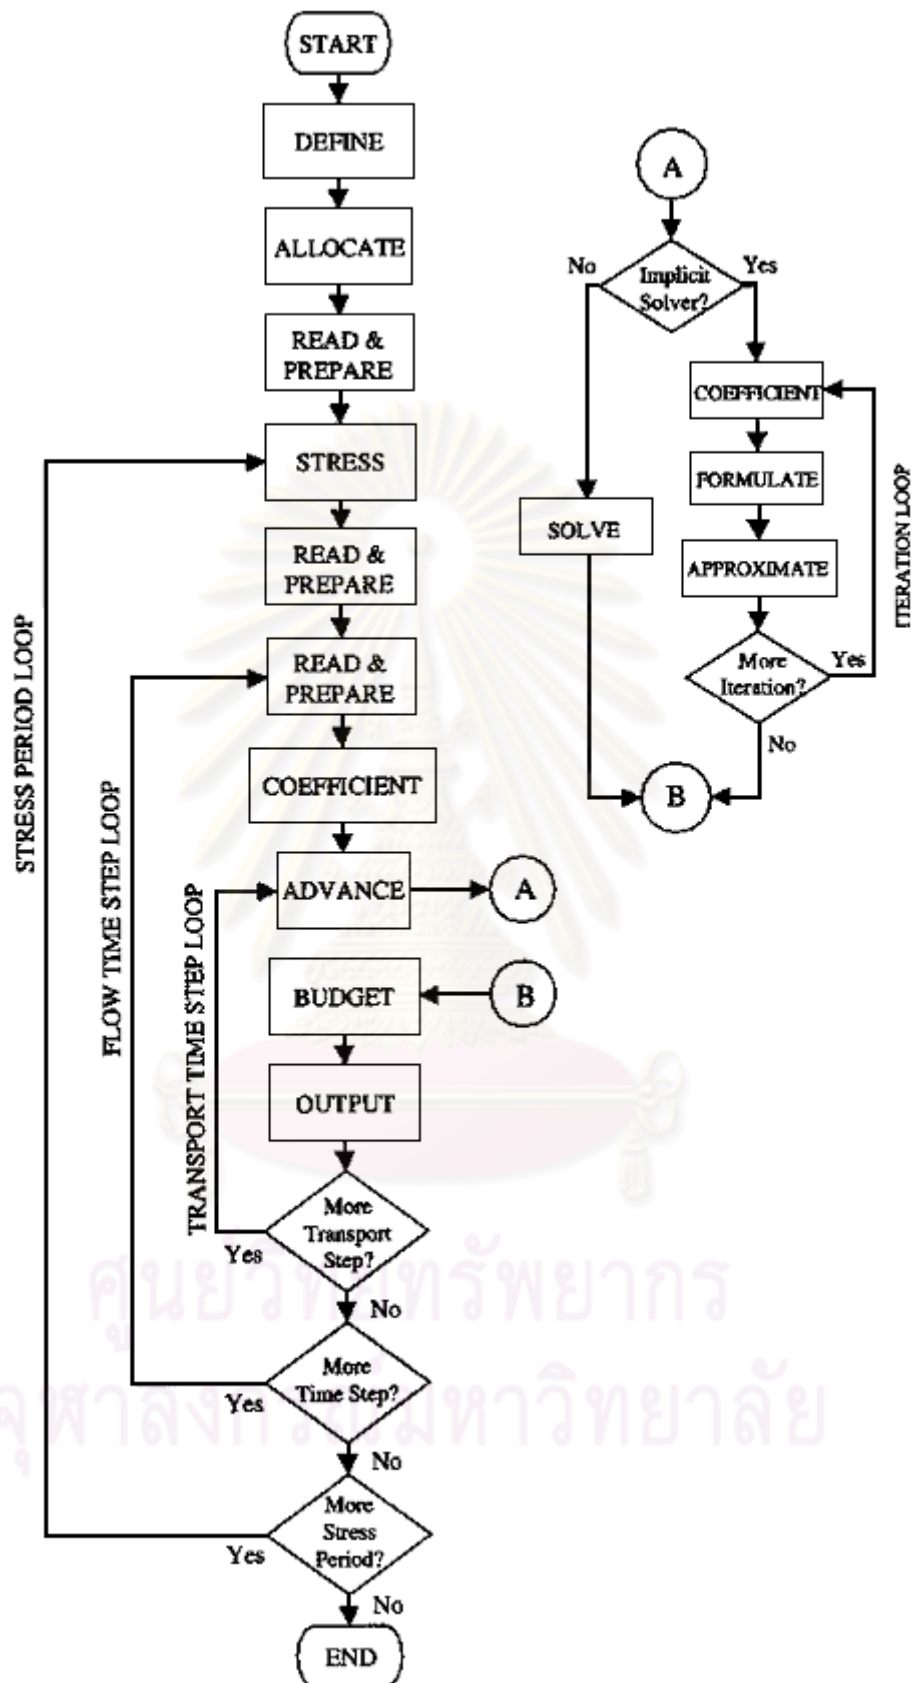 START
DEFINE
ALLOCATE
READ &
PREPARE
STRESS
READ &
PREPARE
READ &
PREPARE
COEFFICIENT
ADVANCE
A
BUDGET
B
OUTPUT
More
Transport
Step?
Yes
No
More
Time Step?
Yes
No
More
Stress
Period?
Yes
No
END
STRESS PERIOD LOOP
FLOW TIME STEP LOOP
TRANSPORT TIME STEP LOOP
A
Implicit
Solver?
No
Yes
SOLVE
COEFFICIENT
FORMULATE
APPROXIMATE
More
Iteration?
Yes
No
B
ITERATION LOOP
ศูนย์วิทยทรัพยากร
จุฬาลงกรณ์มหาวิทยาลัย